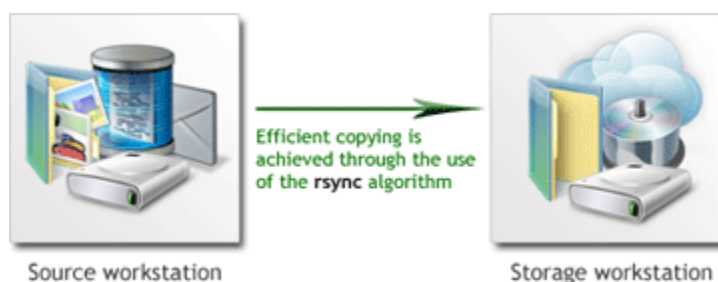 Efficient copying is
achieved through the use
of the rsync algorithm
Source workstation
Storage workstation